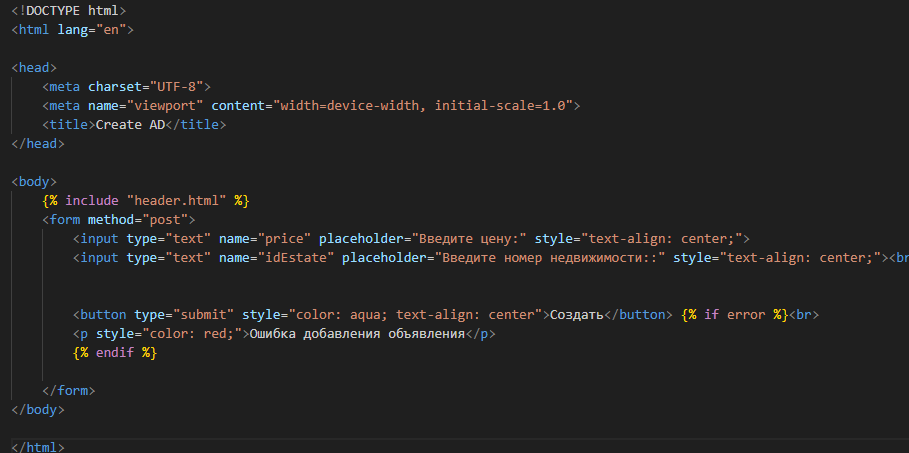 <!DOCTYPE html>
<html lang="en">
<head>
<meta charset="UTF-8">
<meta name="viewport" content="width=device-width, initial-scale=1.0">
<title>Create AD</title>
</head>
<body>
{% include "header.html" %}
<form method="post">
<input type="text" name="price" placeholder="Введите цену:" style="text-align: center;">
<input type="text" name="idEstate" placeholder="Введите номер недвижимости::" style="text-align: center;"><br
<button type="submit" style="color: aqua; text-align: center">Создать</button> {% if error %}<br>
<p style="color: red;">Ошибка добавления объявления</p>
{% endif %}
</form>
</body>
</html>